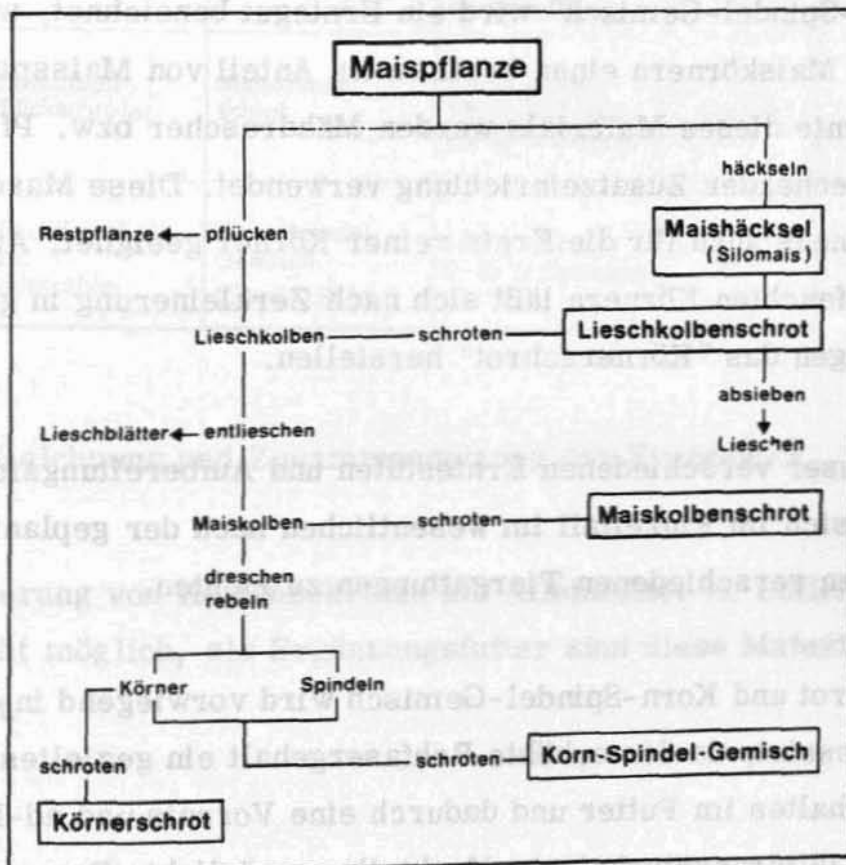 Maispflanze
häckseln
Restpflanze pflücken
Maishäcksel
(Silomais)
Lieschkolben schroten Lieschkolbenschrot
absieben
Lieschblätter entlieschen
Lieschen
Maiskolben schroten Maiskolbenschrot
dreschen
rebeln
Körner Spindeln
schroten schroten Korn-Spindel-Gemisch
Körnerschrot